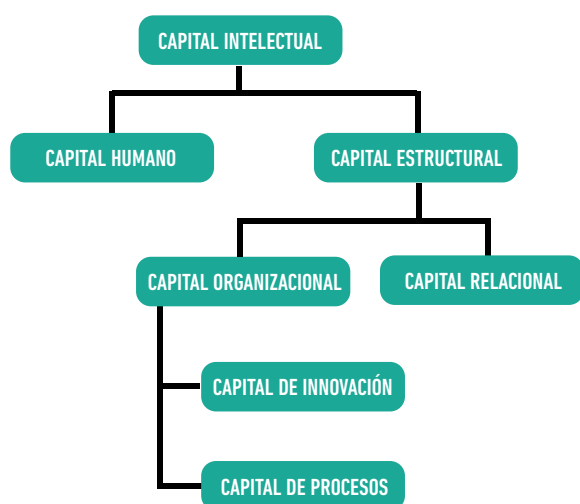 CAPITAL INTELECTUAL
CAPITAL HUMANO
CAPITAL ESTRUCTURAL
CAPITAL ORGANIZACIONAL
CAPITAL RELACIONAL
CAPITAL DE INNOVACIÓN
CAPITAL DE PROCESOS